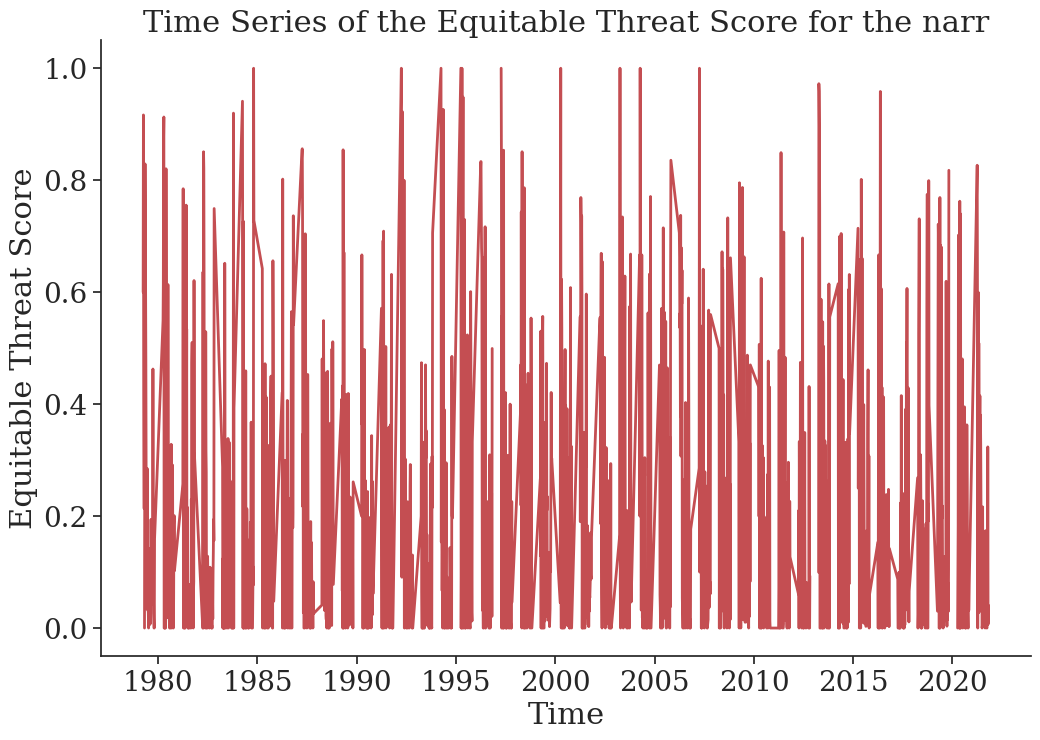 Time Series of the Equitable Threat Score for the narr
Equitable Threat Score
1.0
0.8
0.6
0.4
0.2
0.0
1980 1985 1990 1995 2000 2005 2010 2015 2020
Time